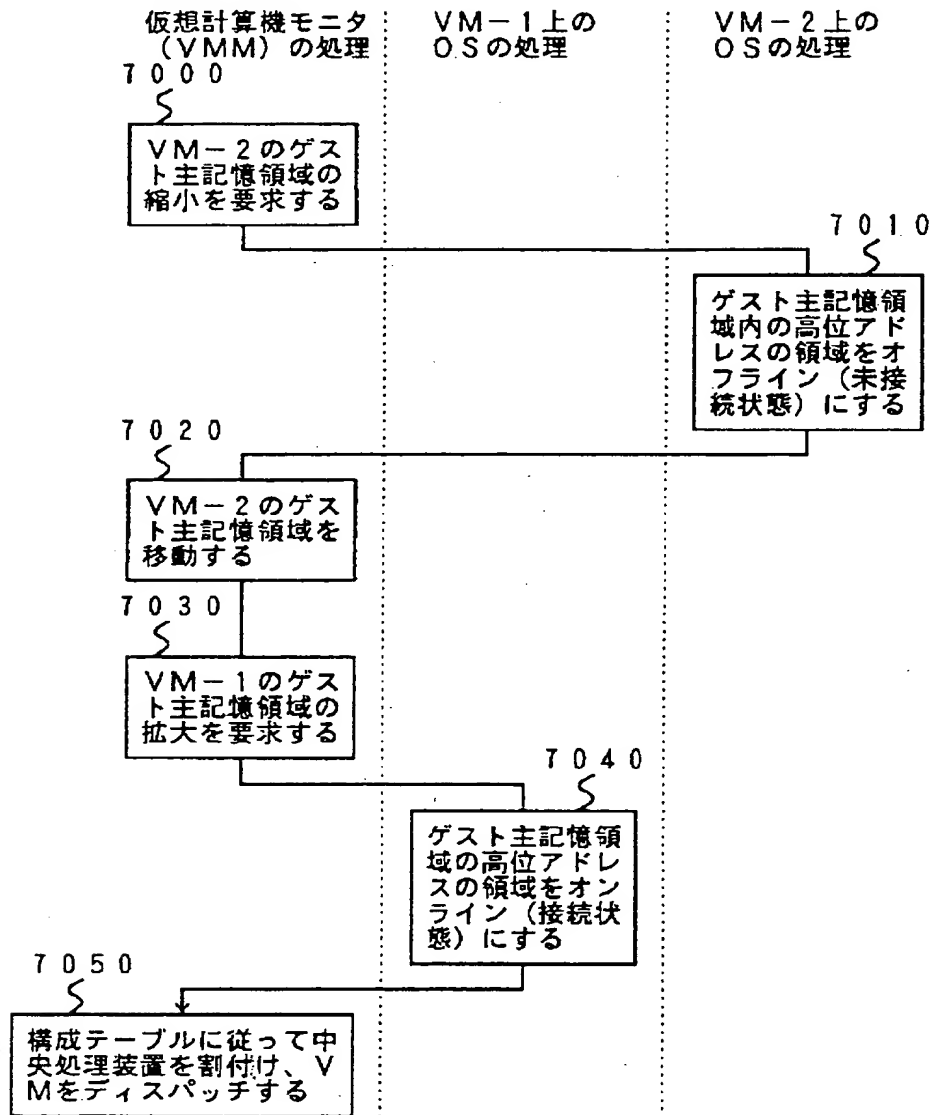 仮想計算機モニタ
(VMM)の処理
VM-1上の
OSの処理
VM-2上の
OSの処理
7000
VM-2のゲス
ト主記憶領域の
縮小を要求する
7010
ゲスト主記憶領
域内の高位アド
レスの領域をオ
フライン(未接
続状態)にする
7020
VM-2のゲス
ト主記憶領域を
移動する
7030
VM-1のゲス
ト主記憶領域の
拡大を要求する
7040
ゲスト主記憶領
域の高位アドレ
スの領域をオン
ライン(接続状
態)にする
7050
構成テーブルに従って中
央処理装置を割付け、V
Mをディスパッチする